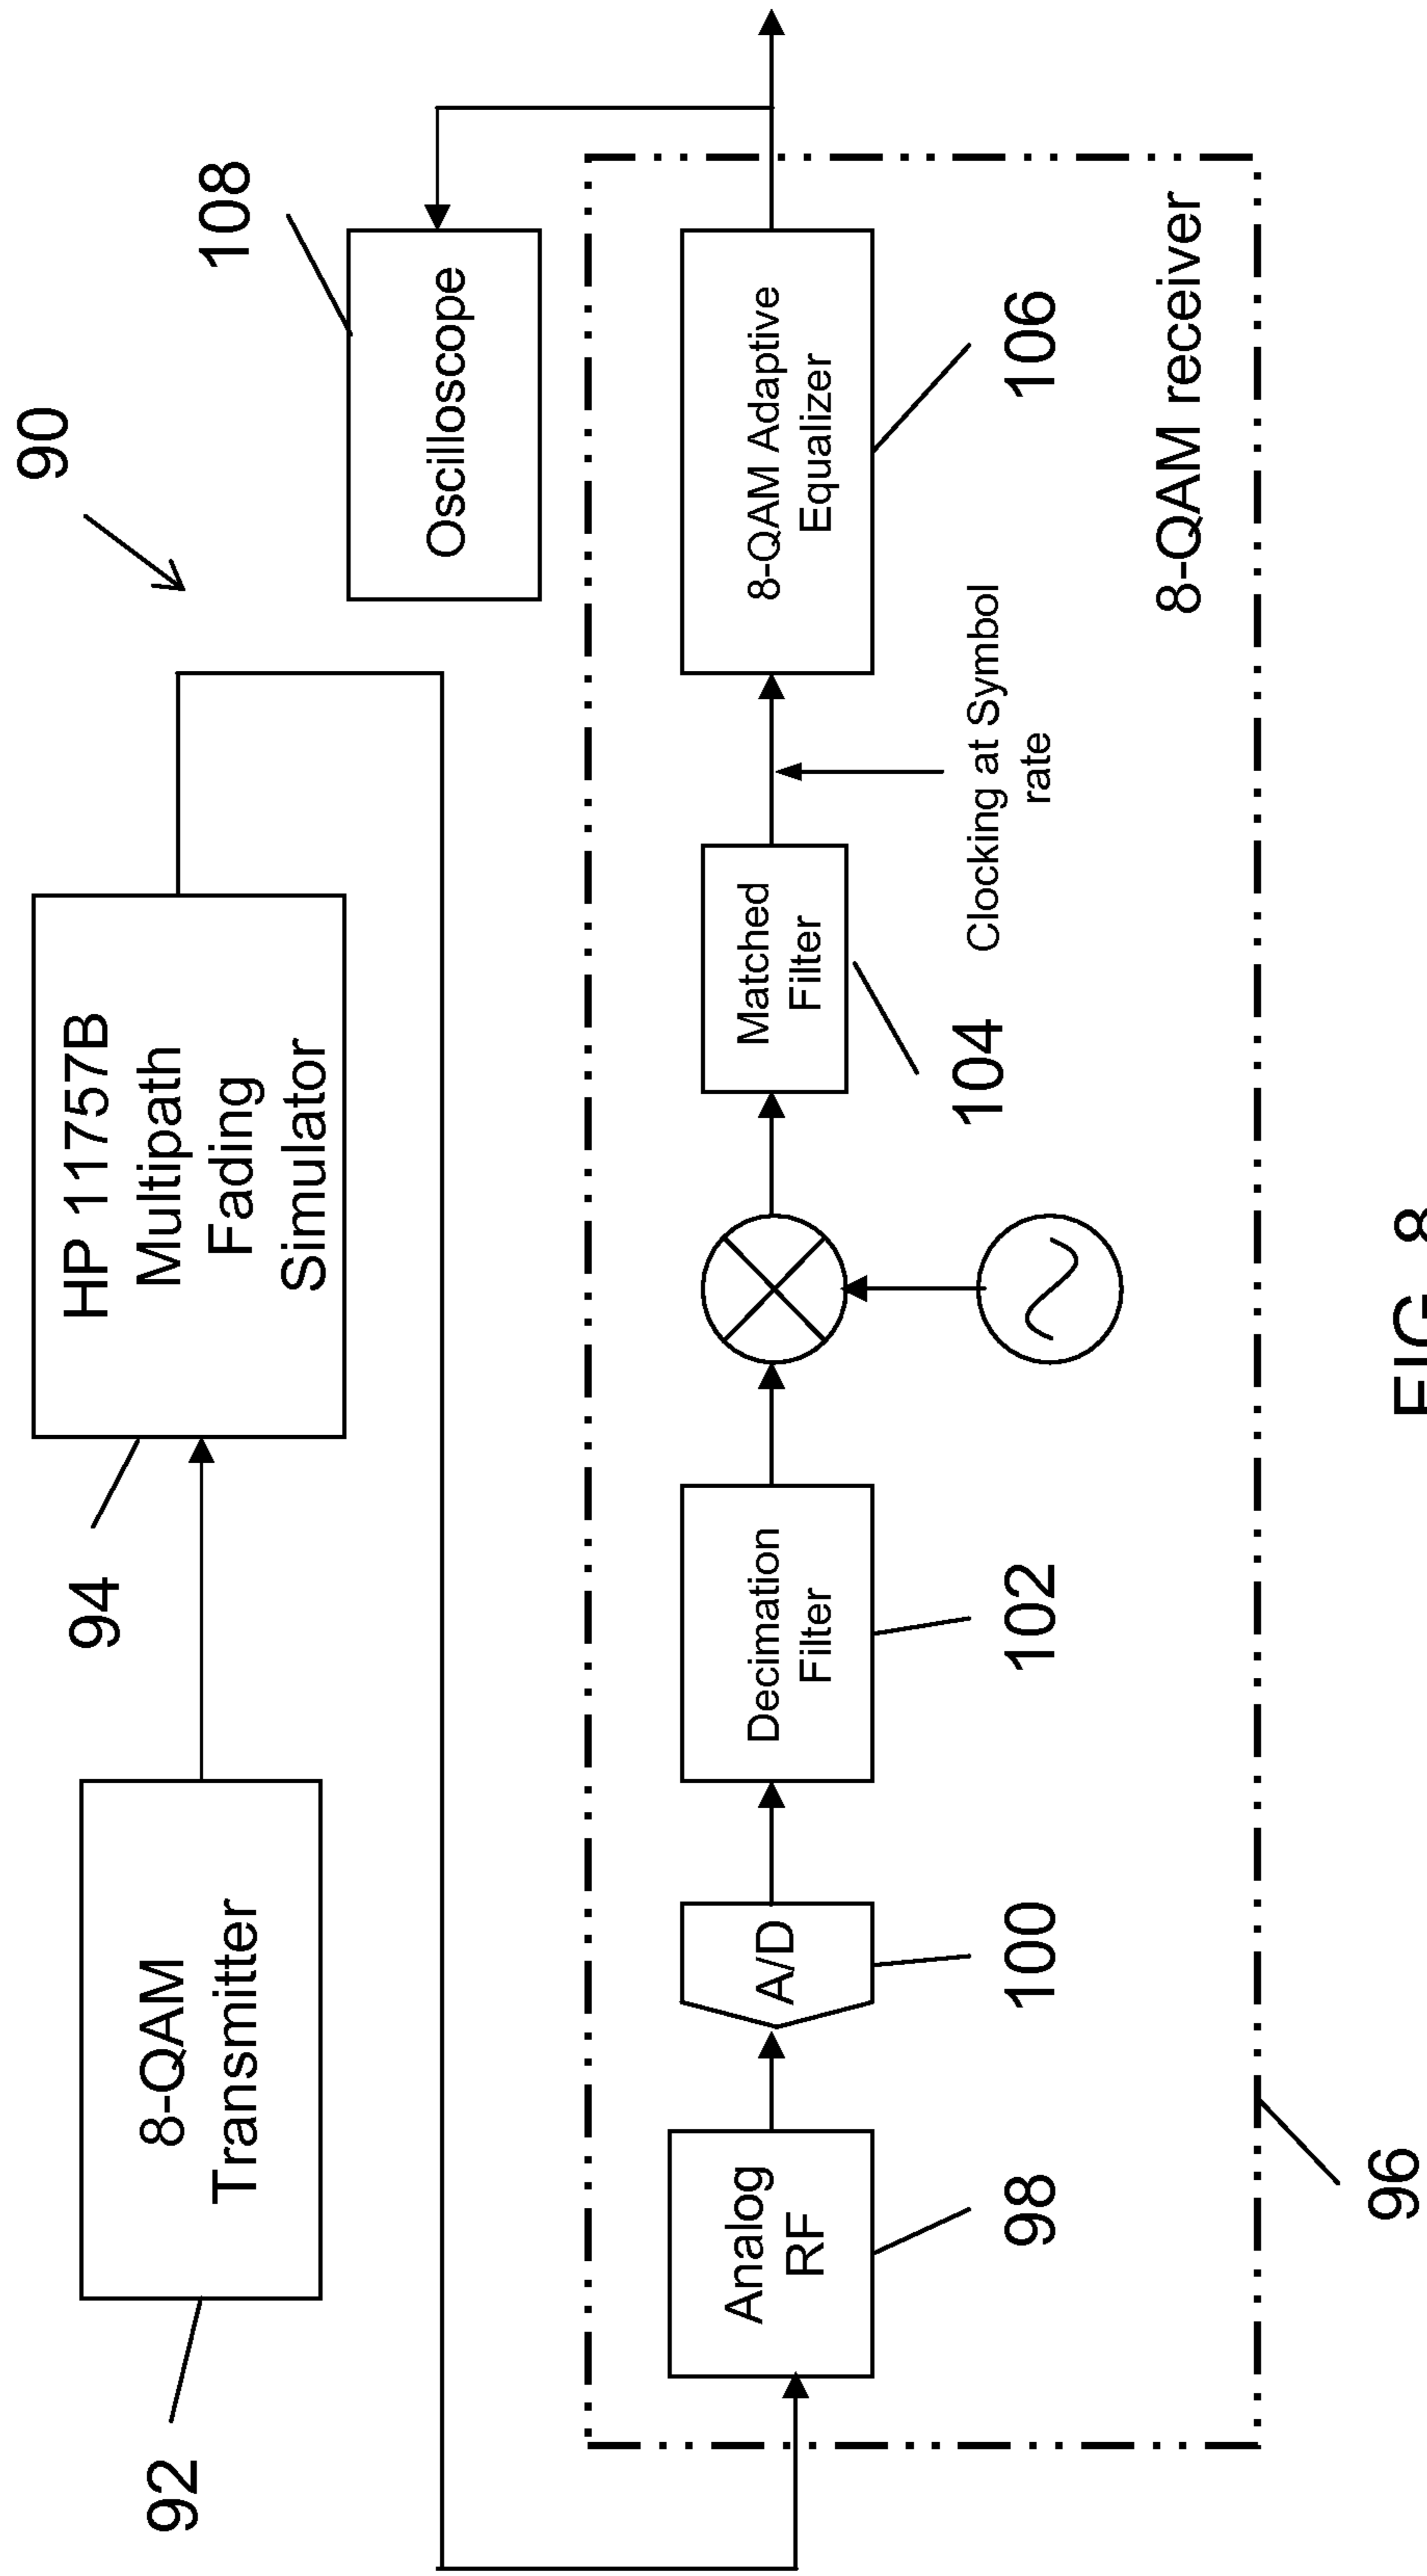 90
8-QAM
Transmitter
92
HP 11757B
Multipath
Fading
Simulator
94
Oscilloscope
108
Analog
RF
98
A/D
100
Decimation
Filter
102
Matched
Filter
104
Clocking at Symbol
rate
8-QAM Adaptive
Equalizer
106
8-QAM receiver
96
FIG. 8